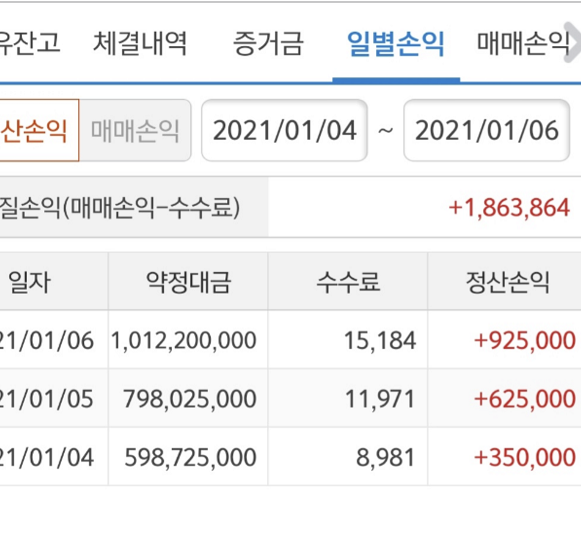 유잔고 체결내역 증거금 일별손익 매매손익
산손익 매매손익 2021/01/04 ~ 2021/01/06
질손익(매매손익-수수료) +1,863,864
일자 약정대금 수수료 정산손익
21/01/06 1,012,200,000 15,184 +925,000
21/01/05 798,025,000 11,971 +625,000
21/01/04 598,725,000 8,981 +350,000